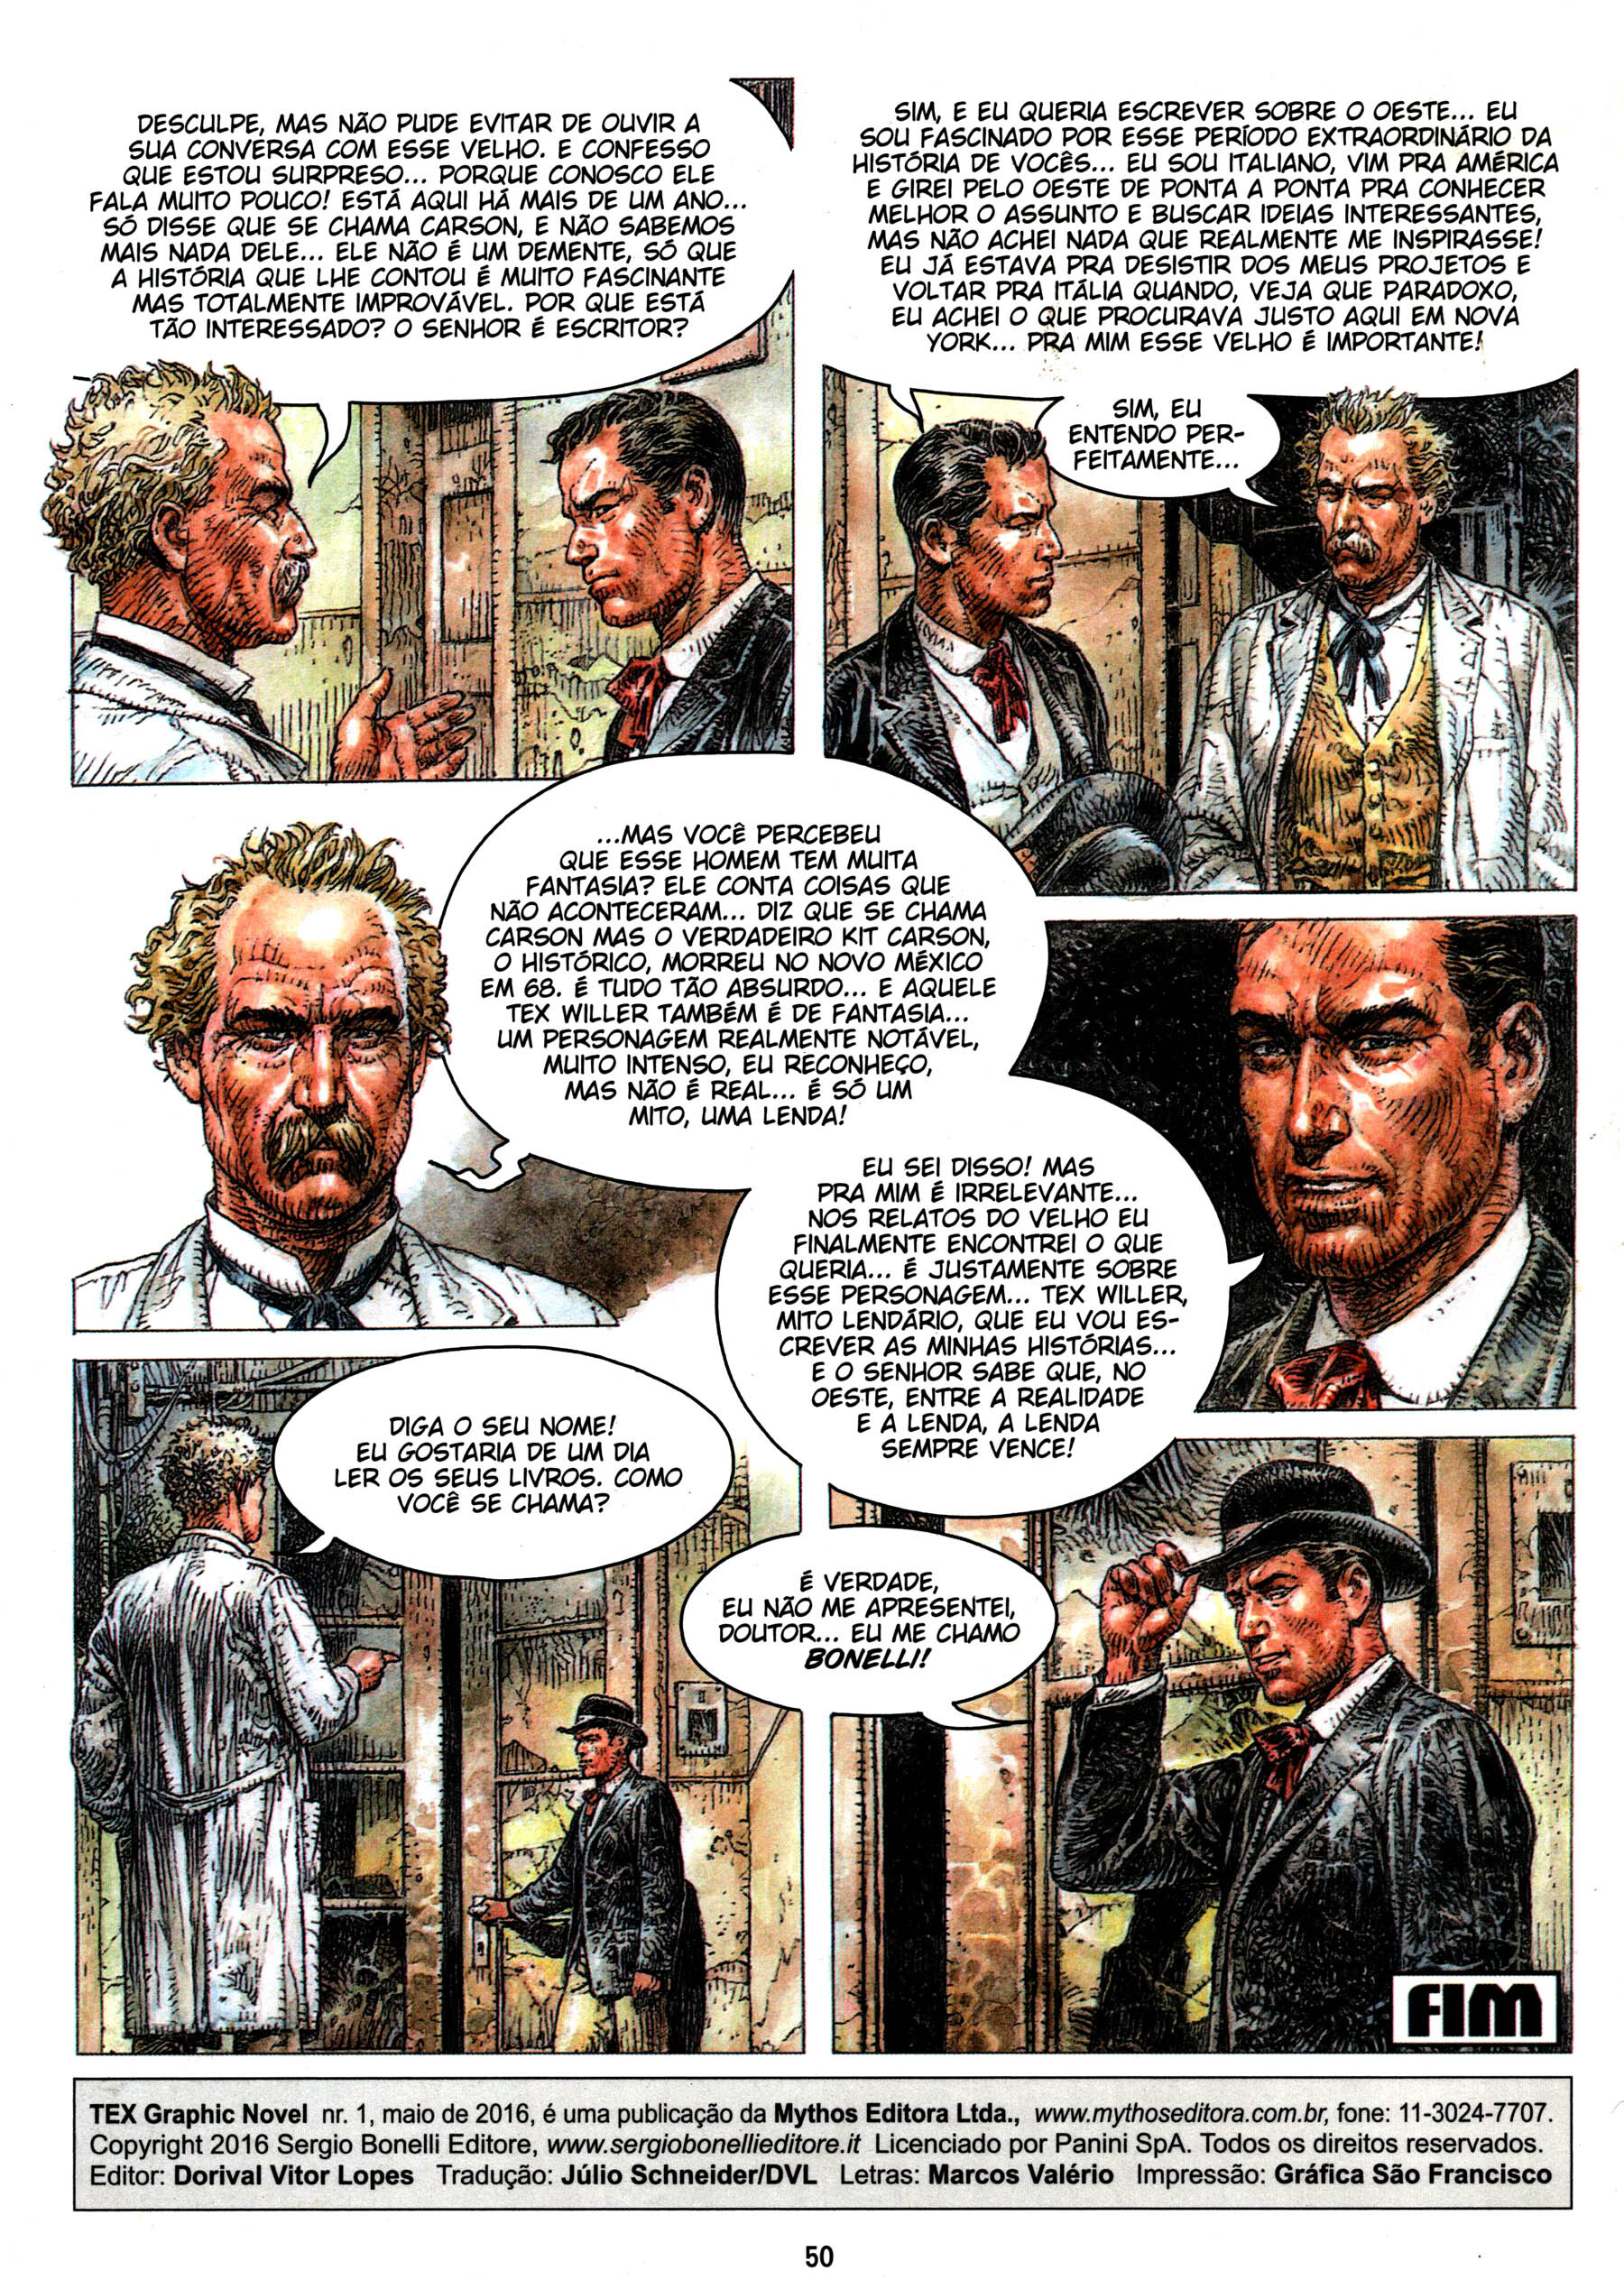 DESCULPE, MAS NÃO PUDE EVITAR DE OUVIR A
SUA CONVERSA COM ESSE VELHO. E CONFESSO
QUE ESTOU SURPRESO... PORQUE CONOSCO ELE
FALA MUITO POUCO! ESTÁ AQUI HÁ MAIS DE UM ANO...
SÓ DISSE QUE SE CHAMA CARSON, E NÃO SABEMOS
MAIS NADA DELE... ELE NÃO É UM DEMENTE, SÓ QUE
A HISTÓRIA QUE LHE CONTOU É MUITO FASCINANTE
MAS TOTALMENTE IMPROVÁVEL. POR QUE ESTÁ
TÃO INTERESSADO? O SENHOR É ESCRITOR?
SIM, E EU QUERIA ESCREVER SOBRE O OESTE... EU
SOU FASCINADO POR ESSE PERÍODO EXTRAORDINÁRIO DA
HISTÓRIA DE VOCÊS... EU SOU ITALIANO, VIM PRA AMÉRICA
E GIREI PELO OESTE DE PONTA A PONTA PRA CONHECER
MELHOR O ASSUNTO E BUSCAR IDEIAS INTERESSANTES,
MAS NÃO ACHEI NADA QUE REALMENTE ME INSPIRASSE!
EU JÁ ESTAVA PRA DESISTIR DOS MEUS PROJETOS E
VOLTAR PRA ITÁLIA QUANDO, VEJA QUE PARADOXO,
EU ACHEI O QUE PROCURAVA JUSTO AQUI EM NOVA
YORK... PRA MIM ESSE VELHO É IMPORTANTE!
SIM, EU
ENTENDO PER-
FEITAMENTE...
...MAS VOCÊ PERCEBEU
QUE ESSE HOMEM TEM MUITA
FANTASIA? ELE CONTA COISAS QUE
NÃO ACONTECERAM... DIZ QUE SE CHAMA
CARSON MAS O VERDADEIRO KIT CARSON,
O HISTÓRICO, MORREU NO NOVO MÉXICO
EM 68. É TUDO TÃO ABSURDO... E AQUELE
TEX WILLER TAMBÉM É DE FANTASIA...
UM PERSONAGEM REALMENTE NOTÁVEL,
MUITO INTENSO, EU RECONHEÇO,
MAS NÃO É REAL... É SÓ UM
MITO, UMA LENDA!
EU SEI DISSO! MAS
PRA MIM É IRRELEVANTE...
NOS RELATOS DO VELHO EU
FINALMENTE ENCONTREI O QUE
QUERIA... É JUSTAMENTE SOBRE
ESSE PERSONAGEM... TEX WILLER,
MITO LENDÁRIO, QUE EU VOU ES-
CREVER AS MINHAS HISTÓRIAS...
E O SENHOR SABE QUE, NO
OESTE, ENTRE A REALIDADE
E A LENDA, A LENDA
SEMPRE VENCE!
DIGA O SEU NOME!
EU GOSTARIA DE UM DIA
LER OS SEUS LIVROS. COMO
VOCÊ SE CHAMA?
É VERDADE,
EU NÃO ME APRESENTEI,
DOUTOR... EU ME CHAMO
BONELLI!
FIM
TEX Graphic Novel nr. 1, maio de 2016, é uma publicação da Mythos Editora Ltda., www.mythoseditora.com.br, fone: 11-3024-7707.
Copyright 2016 Sergio Bonelli Editore, www.sergiobonellieditore.it Licenciado por Panini SpA. Todos os direitos reservados.
Editor: Dorival Vitor Lopes Tradução: Júlio Schneider/DVL Letras: Marcos Valério Impressão: Gráfica São Francisco
50